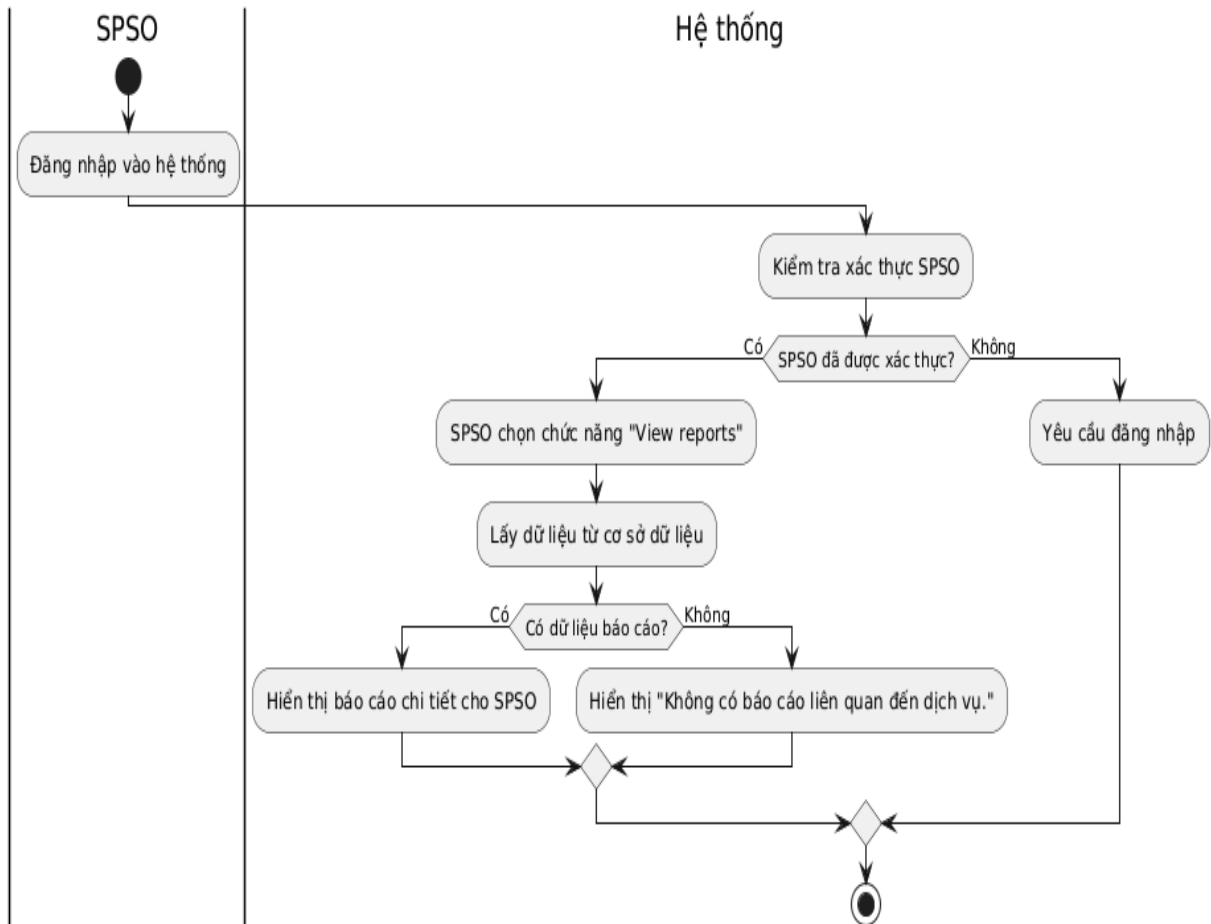 SPSO
Hệ thống
Đăng nhập vào hệ thống
Kiểm tra xác thực SPSO
SPSO đã được xác thực?
Có
Không
SPSO chọn chức năng "View reports"
Yêu cầu đăng nhập
Lấy dữ liệu từ cơ sở dữ liệu
Có dữ liệu báo cáo?
Có
Không
Hiển thị báo cáo chi tiết cho SPSO
Hiển thị "Không có báo cáo liên quan đến dịch vụ."